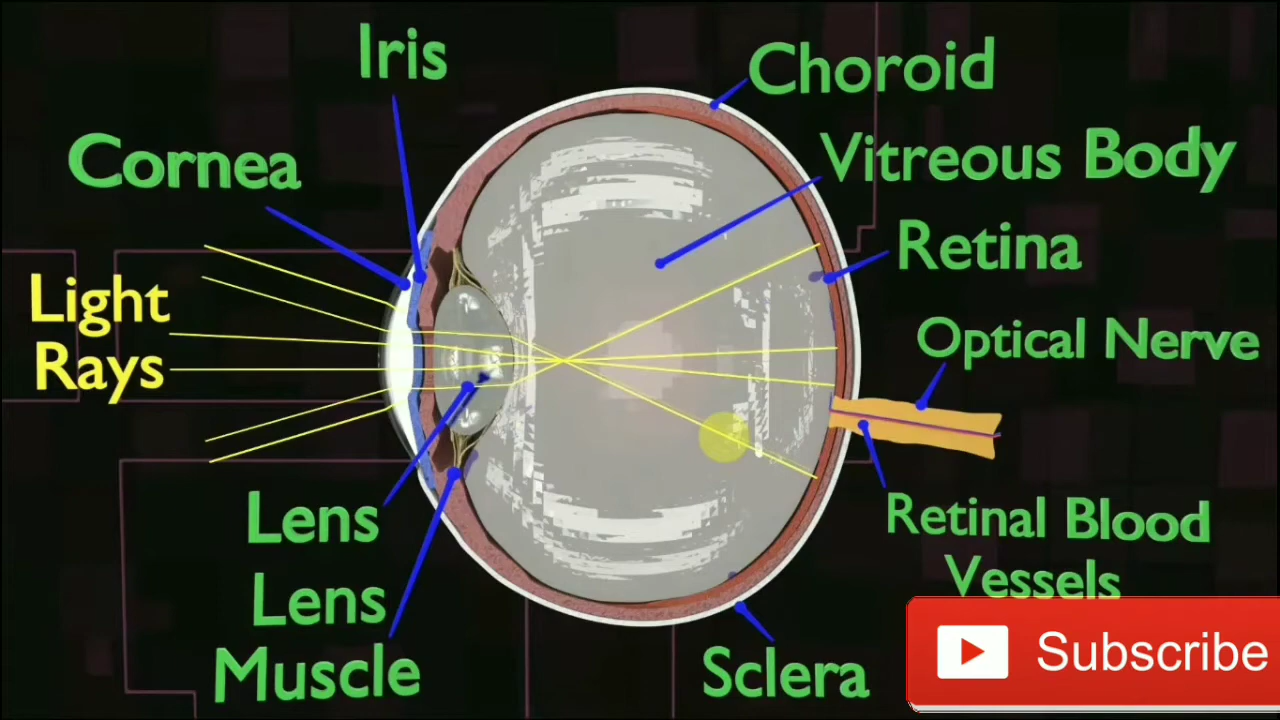 Iris
Choroid
Cornea
Vitreous Body
Retina
Light
Rays
Optical Nerve
Lens
Retinal Blood
Vessels
Lens
Muscle
Sclera
Subscribe